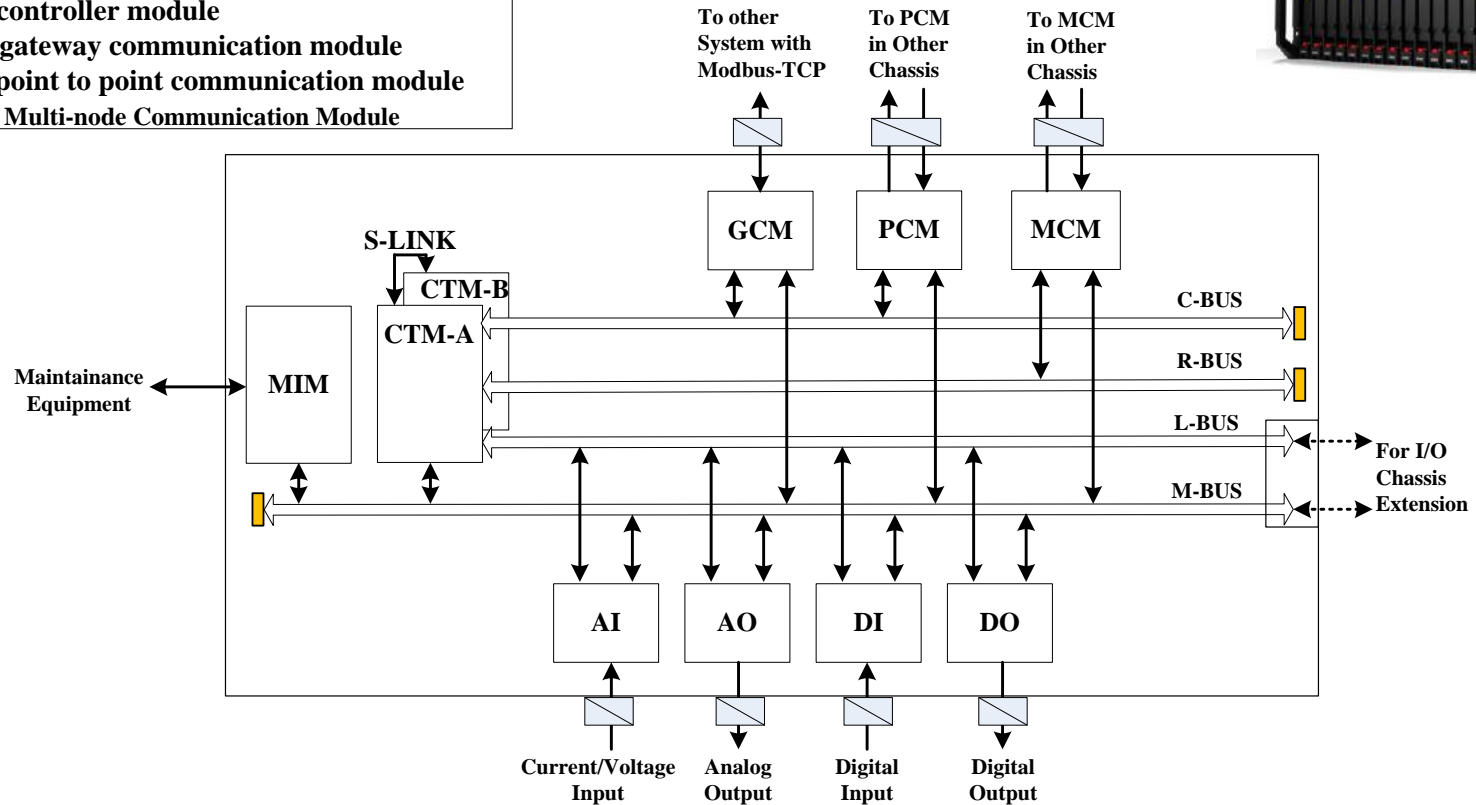 controller module
gateway communication module
point to point communication module
Multi-node Communication Module
To other
System with
Modbus-TCP
To PCM
in Other
Chassis
To MCM
in Other
Chassis
GCM
PCM
MCM
S-LINK
CTM-B
CTM-A
C-BUS
R-BUS
L-BUS
M-BUS
MIM
Maintainance
Equipment
For I/O
Chassis
Extension
AI
AO
DI
DO
Current/Voltage
Input
Analog
Output
Digital
Input
Digital
Output